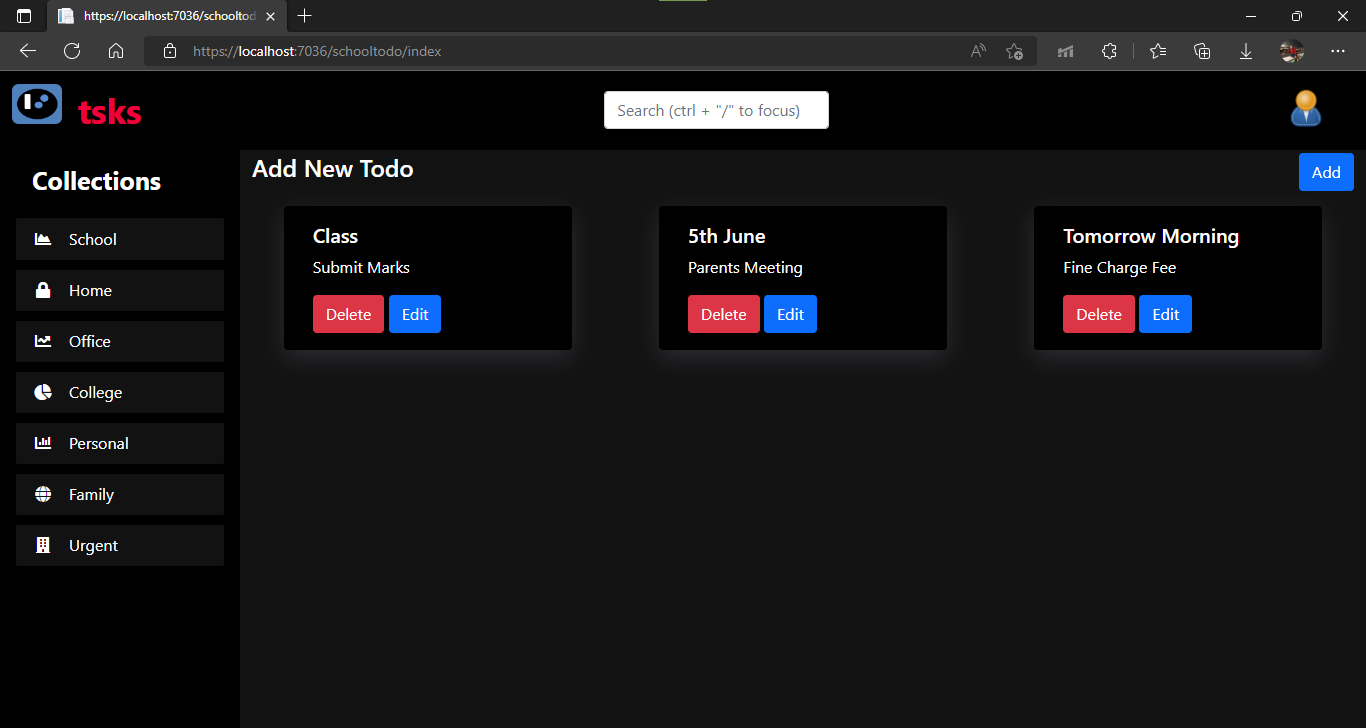 https://localhost:7036/schooltod
https://localhost:7036/schooltodo/index
tsks
Search (ctrl + "/" to focus)
Collections
School
Home
Office
College
Personal
Family
Urgent
Add New Todo
Add
Class
Submit Marks
Delete Edit
5th June
Parents Meeting
Delete Edit
Tomorrow Morning
Fine Charge Fee
Delete Edit